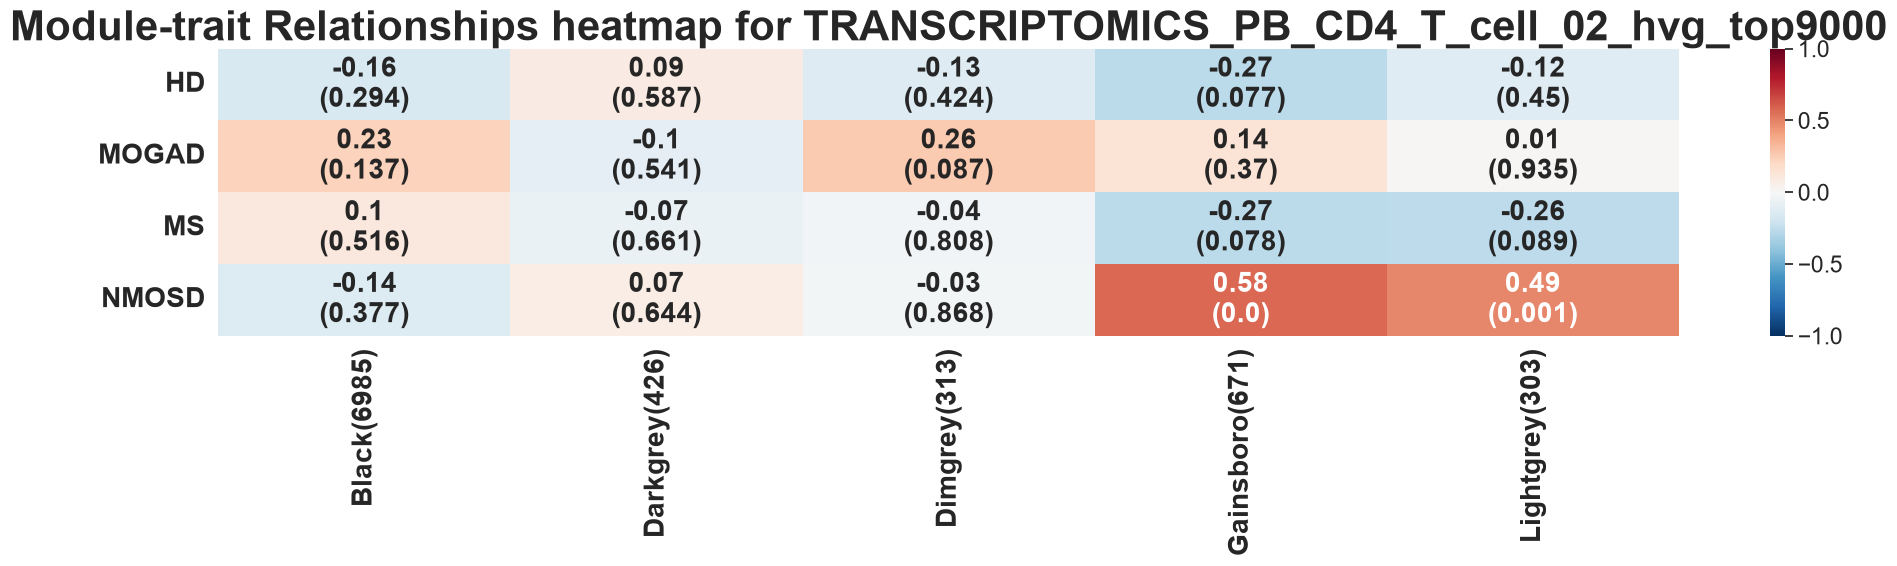 Module-trait Relationships heatmap for TRANSCRIPTOMICS_PB_CD4_T_cell_02_hvg_top9000
HD -0.16 0.09 -0.13 -0.27 -0.12
(0.294) (0.587) (0.424) (0.077) (0.45)
MOGAD 0.23 -0.1 0.26 0.14 0.01
(0.137) (0.541) (0.087) (0.37) (0.935)
MS 0.1 -0.07 -0.04 -0.27 -0.26
(0.516) (0.661) (0.808) (0.078) (0.089)
NMOSD -0.14 0.07 -0.03 0.58 0.49
(0.377) (0.644) (0.868) (0.0) (0.001)
Black(6985)
Darkgrey(426)
Dimgrey(313)
Gainsboro(671)
Lightgrey(303)
1.0
0.5
0.0
−0.5
−1.0